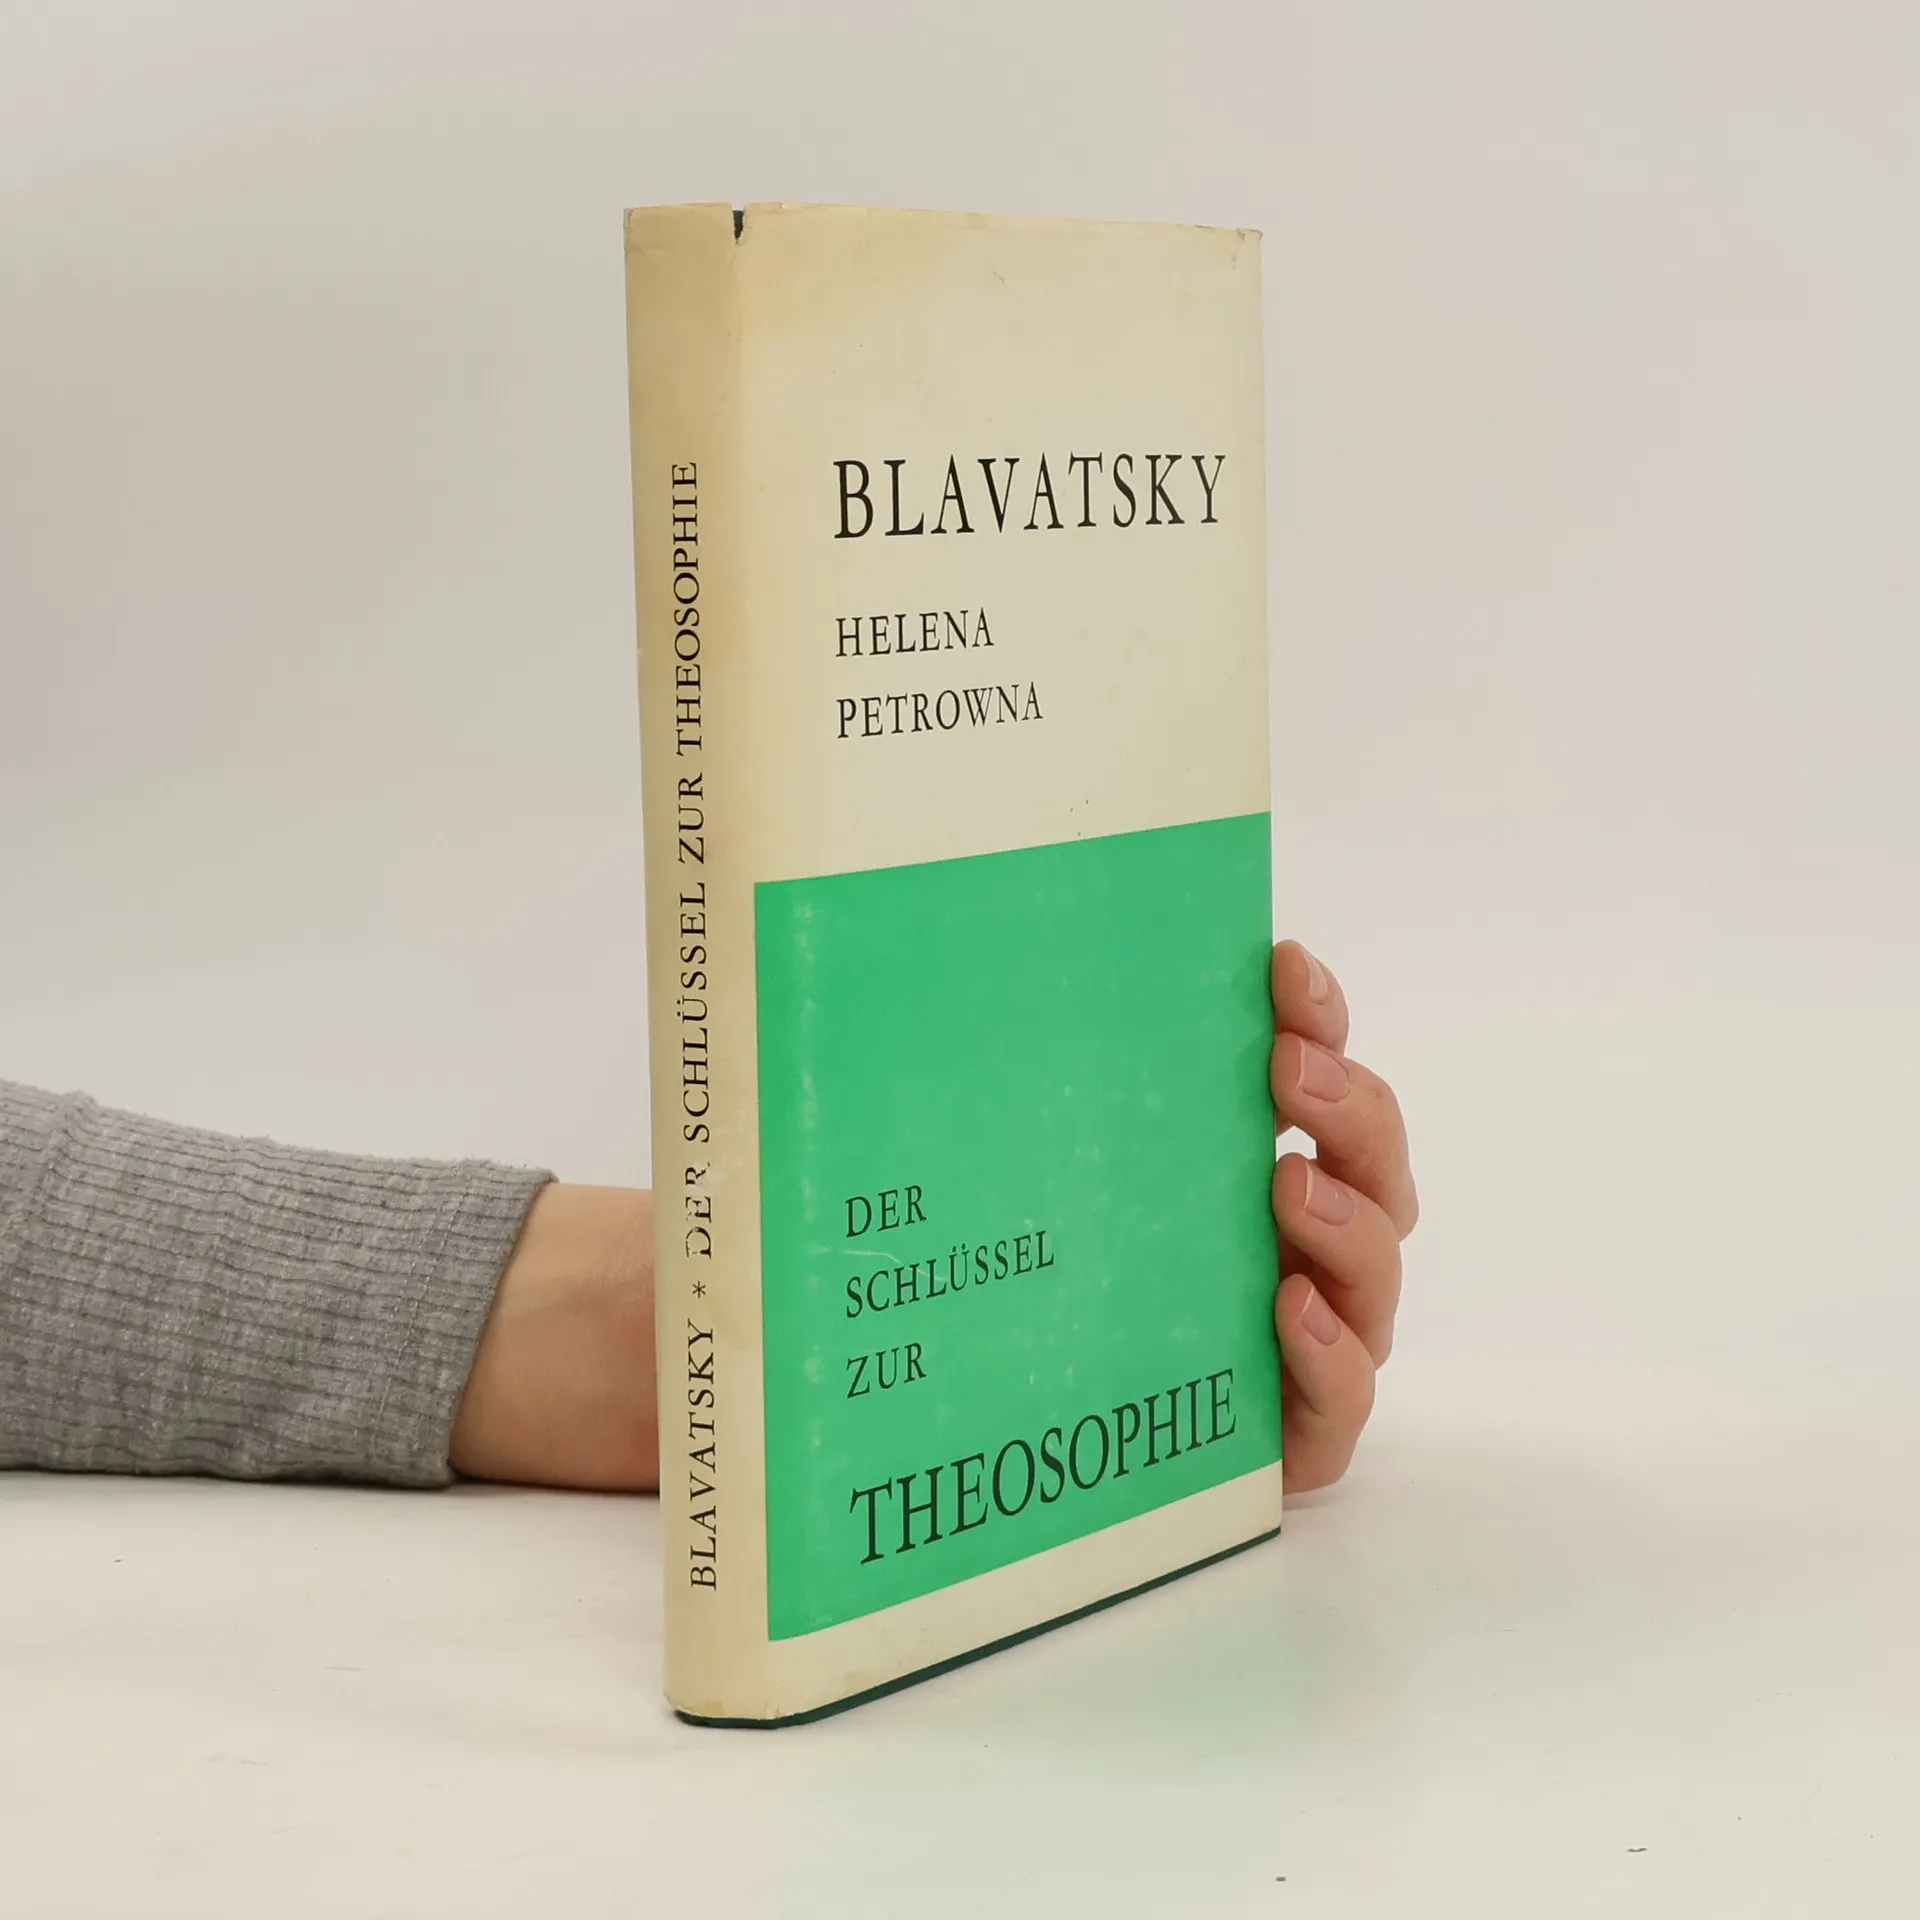 BLAVATSKY * DER SCHLÜSSEL ZUR THEOSOPHIE
BLAVATSKY
HELENA
PETROWNA
DER
SCHLÜSSEL
ZUR
THEOSOPHIE